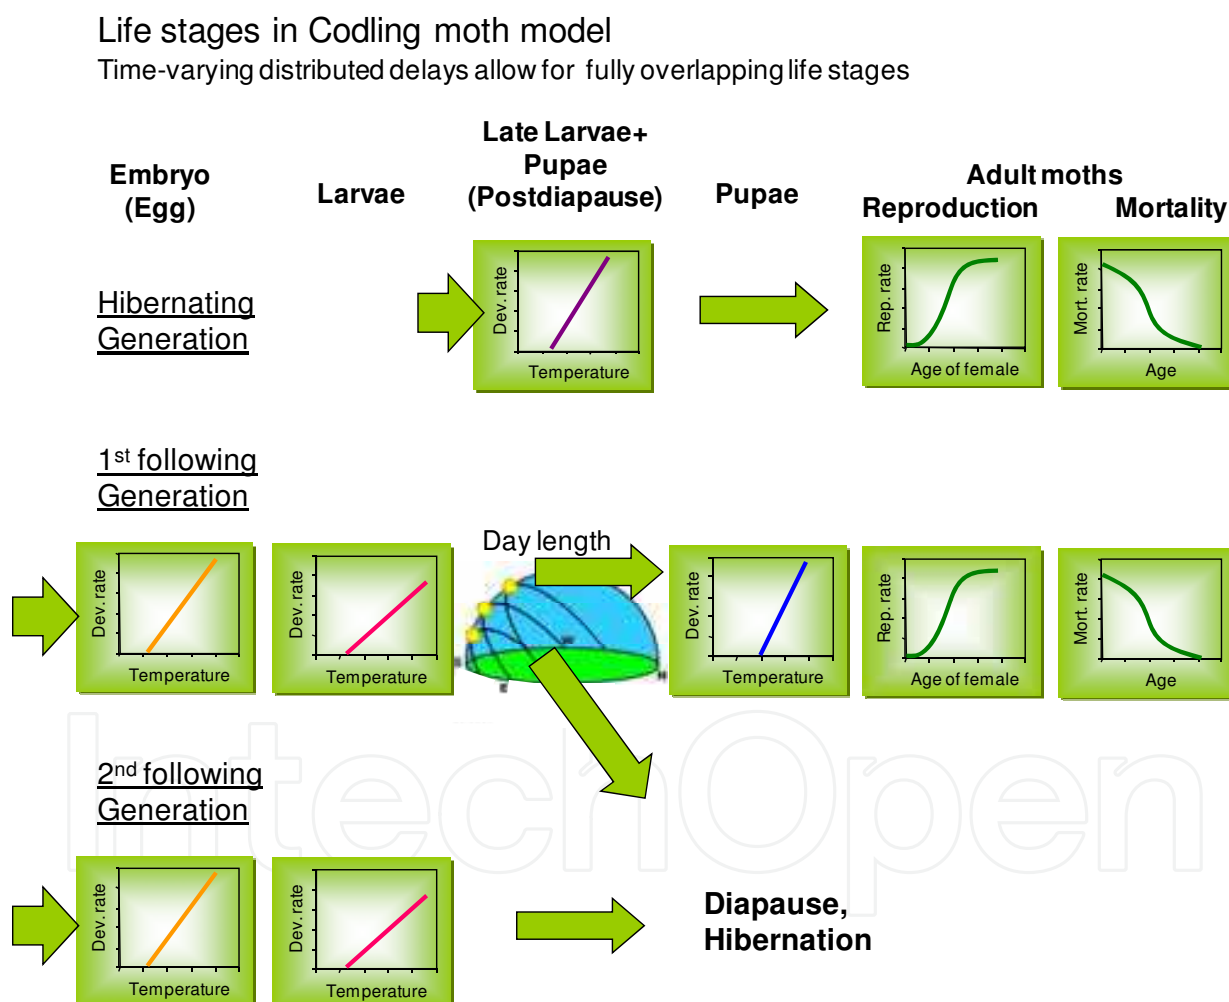 Life stages in Codling moth model
Time-varying distributed delays allow for fully overlapping life stages
Embryo
(Egg)
Larvae
Late Larvae+
Pupae
(Postdiapause)
Pupae
Adult moths
Reproduction
Mortality
Hibernating
Generation
Dev. rate
Temperature
Rep. rate
Age of female
Mort. rate
Age
1st following
Generation
Dev. rate
Temperature
Dev. rate
Temperature
Day length
E
Dev. rate
Temperature
Rep. rate
Age of female
Mort. rate
Age
2nd following
Generation
Dev. rate
Temperature
Dev. rate
Temperature
Diapause,
Hibernation
IntechOpen